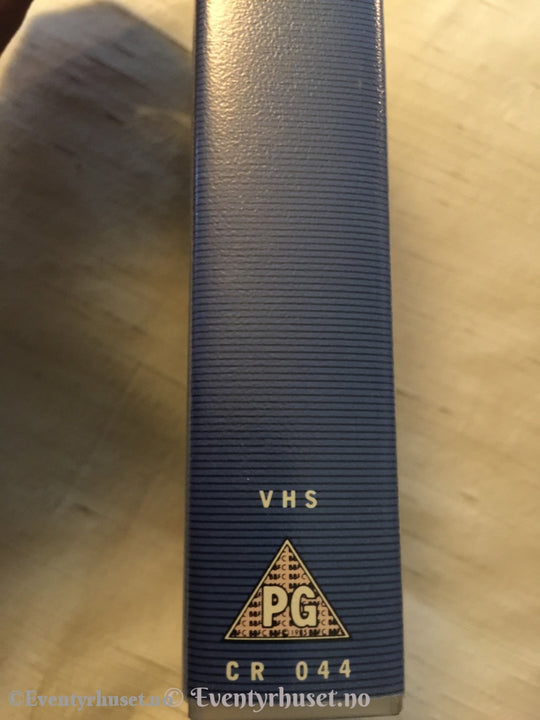 VHS
PG
CR 044
©Eventyrhuset.no
© Eventyrhuset.no